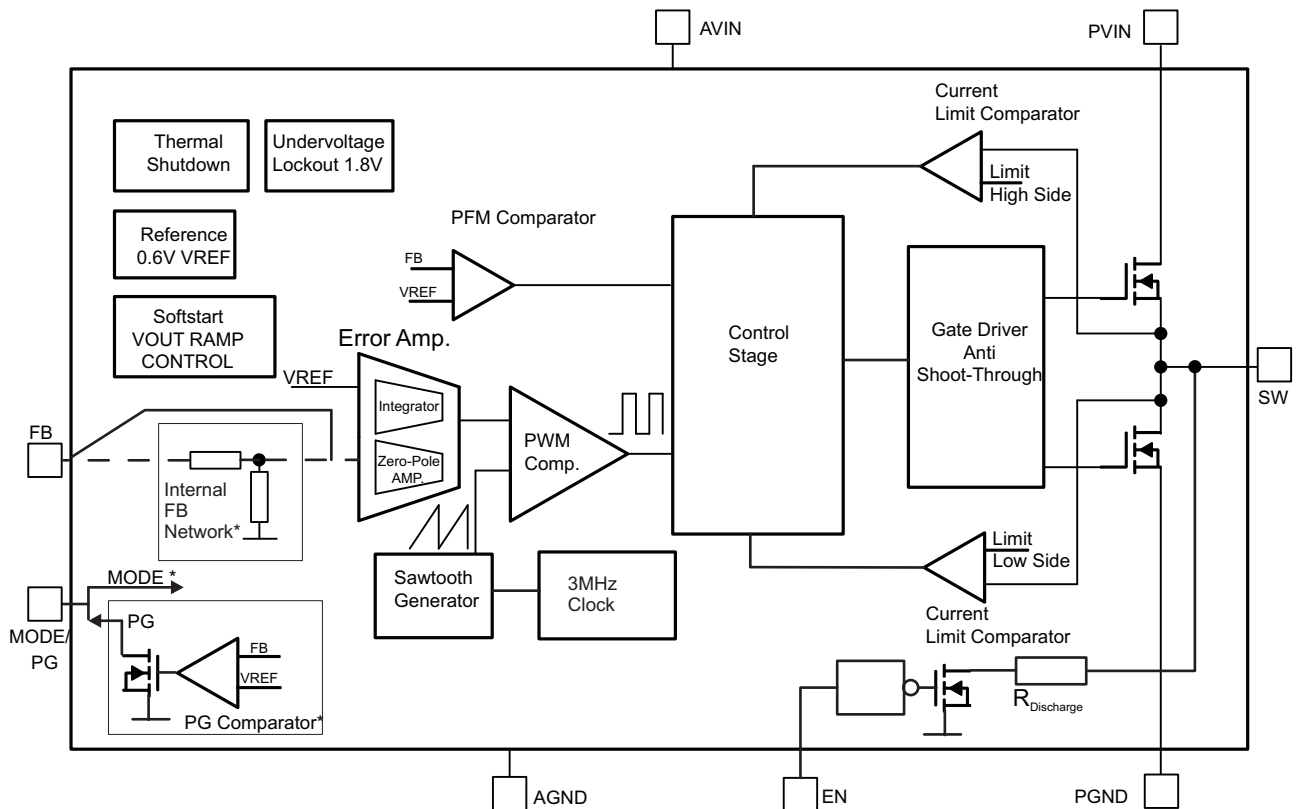 AVIN
PVIN
Current
Limit Comparator
Thermal
Shutdown
Undervoltage
Lockout 1.8V
Limit
High Side
PFM Comparator
Reference
0.6V VREF
FB
VREF
Softstart
VOUT RAMP
CONTROL
Error Amp.
Control
Stage
Gate Driver
Anti
Shoot-Through
VREF
Integrator
SW
FB
PWM
Comp.
Zero-Pole
AMP.
Internal
FB
Network*
Limit
Low Side
MODE *
Sawtooth
Generator
3MHz
Clock
Current
Limit Comparator
PG
MODE/
PG
FB
VREF
PG Comparator*
RDischarge
AGND
EN
PGND